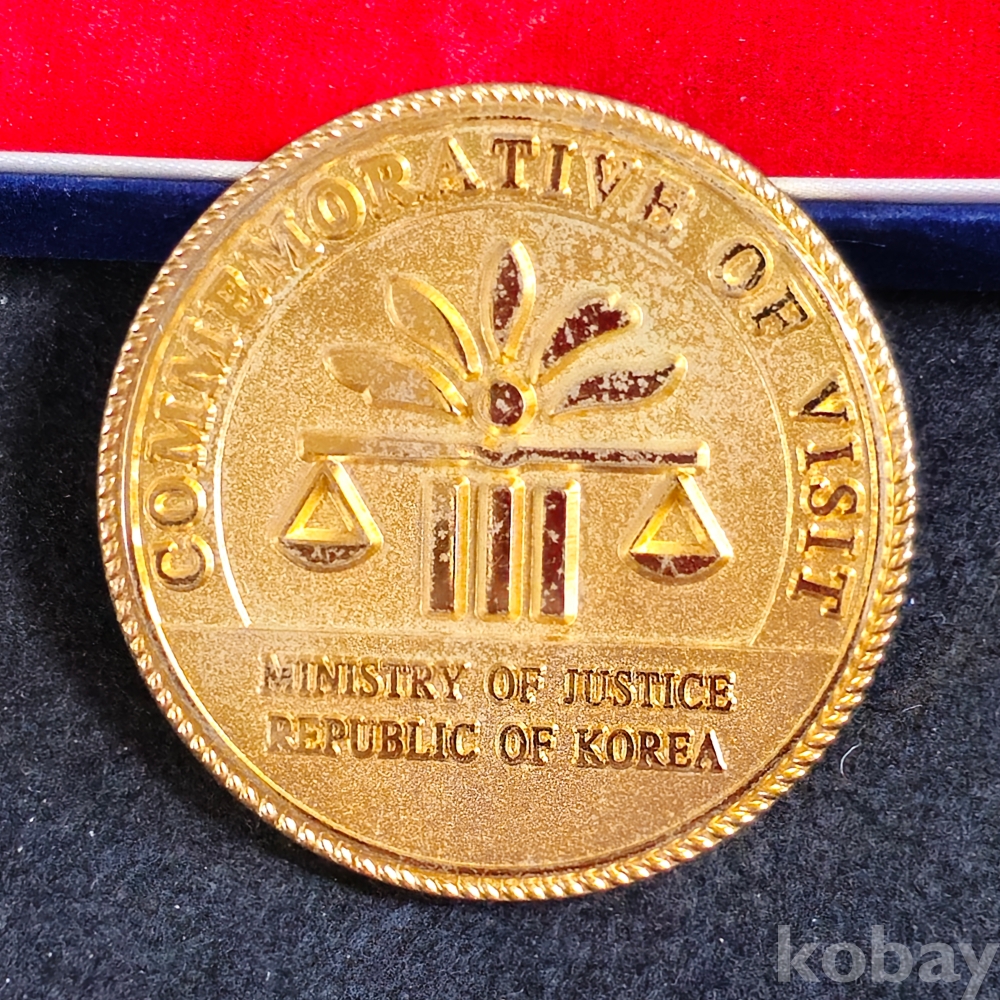 COMMEMORATIVE OF VISIT
MINISTRY OF JUSTICE
REPUBLIC OF KOREA
kobay